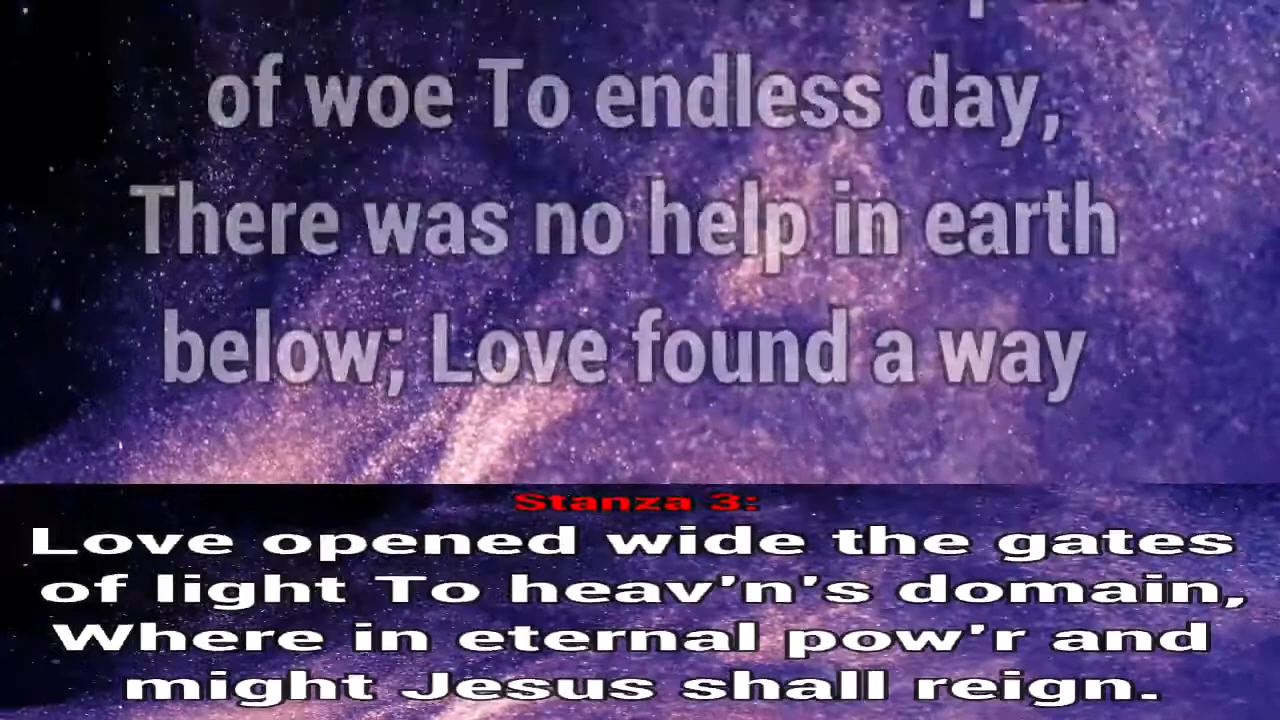 of woe To endless day,
There was no help in earth
below; Love found a way
Stanza 3:
Love opened wide the gates
of light To heav'n's domain,
Where in eternal pow'r and
might Jesus shall reign.